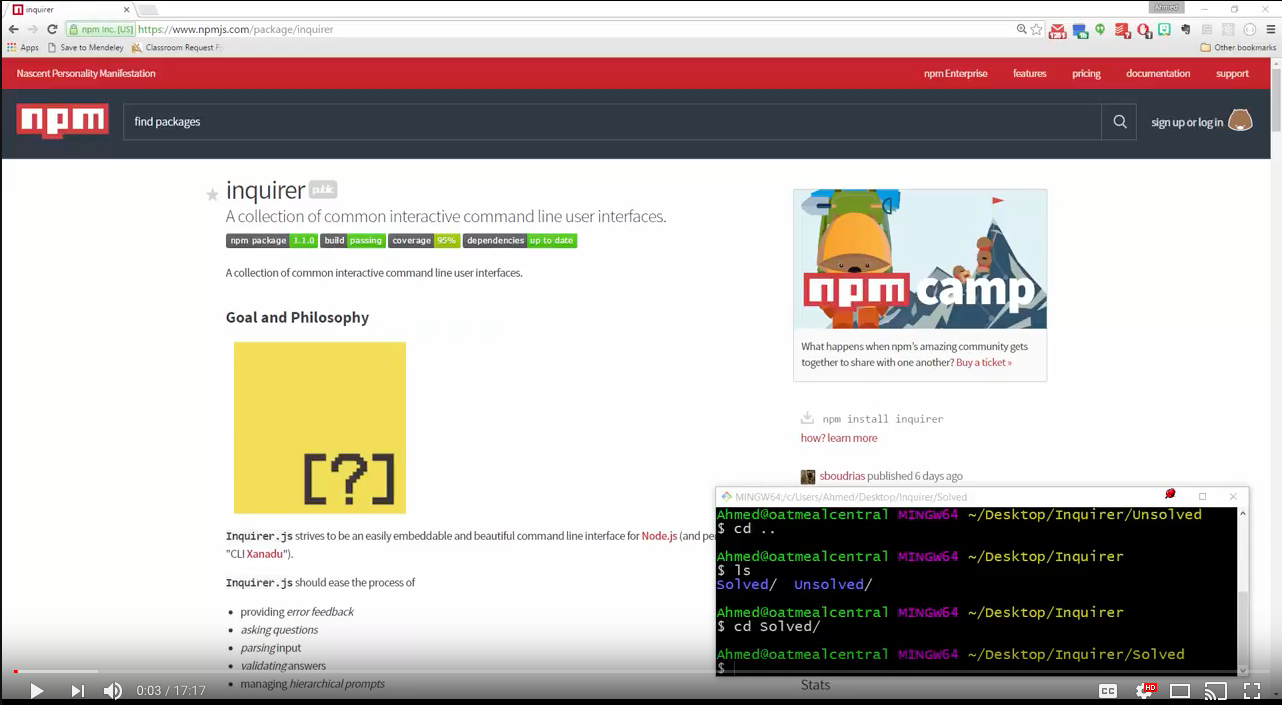 inquirer
Ahmed
npm Inc. [US] https://www.npmjs.com/package/inquirer
Apps Save to Mendeley Classroom Request Fo
Other bookmarks
Nascent Personality Manifestation
npm Enterprise features pricing documentation support
npm
find packages
sign up or log in
inquirer public
A collection of common interactive command line user interfaces.
npm package 1.1.0 build passing coverage 95% dependencies up to date
A collection of common interactive command line user interfaces.
Goal and Philosophy
[?]
Inquirer.js strives to be an easily embeddable and beautiful command line interface for Node.js (and pe
"CLI Xanadu").
Inquirer.js should ease the process of
• providing error feedback
• asking questions
• parsing input
• validating answers
• managing hierarchical prompts
npm camp
What happens when npm's amazing community gets
together to share with one another? Buy a ticket »
npm install inquirer
how? learn more
sboudrias published 6 days ago
MINGW64:/c/Users/Ahmed/Desktop/Inquirer/Solved
Ahmed@oatmealcentral MINGW64 ~/Desktop/Inquirer/Unsolved
$ cd ..
Ahmed@oatmealcentral MINGW64 ~/Desktop/Inquirer
$ ls
Solved/ Unsolved/
Ahmed@oatmealcentral MINGW64 ~/Desktop/Inquirer
$ cd Solved/
Ahmed@oatmealcentral MINGW64 ~/Desktop/Inquirer/Solved
$
Stats
0:03 / 17:17
CC HD